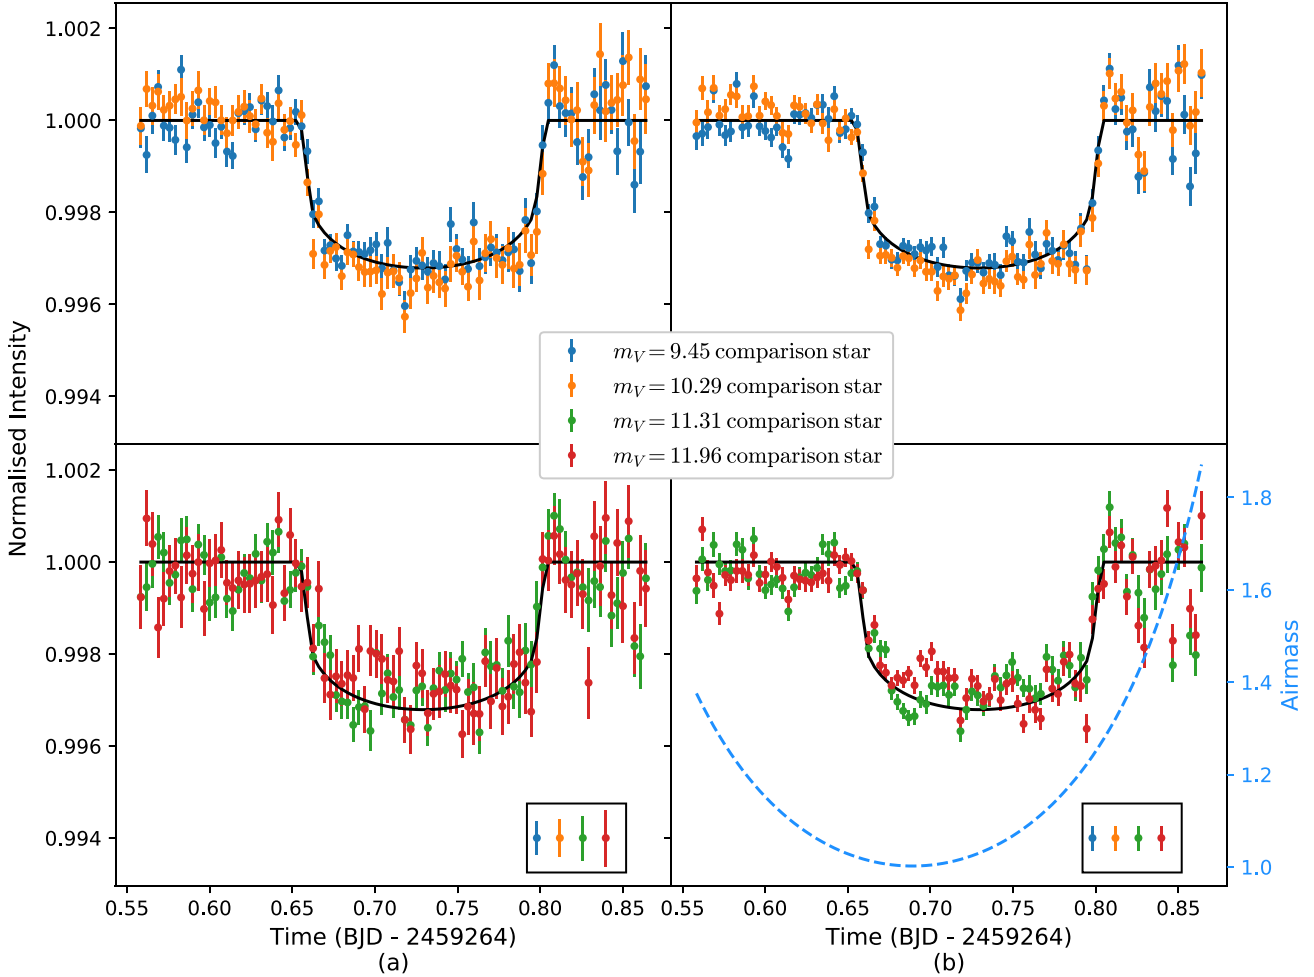 1.002
1.000
0.998
0.996
0.994
Normalised Intensity
m_V = 9.45 comparison star
m_V = 10.29 comparison star
m_V = 11.31 comparison star
m_V = 11.96 comparison star
1.002
1.000
0.998
0.996
0.994
1.8
1.6
1.4
1.2
1.0
Airmass
0.55 0.60 0.65 0.70 0.75 0.80 0.85
0.55 0.60 0.65 0.70 0.75 0.80 0.85
Time (BJD - 2459264)
Time (BJD - 2459264)
(a)
(b)